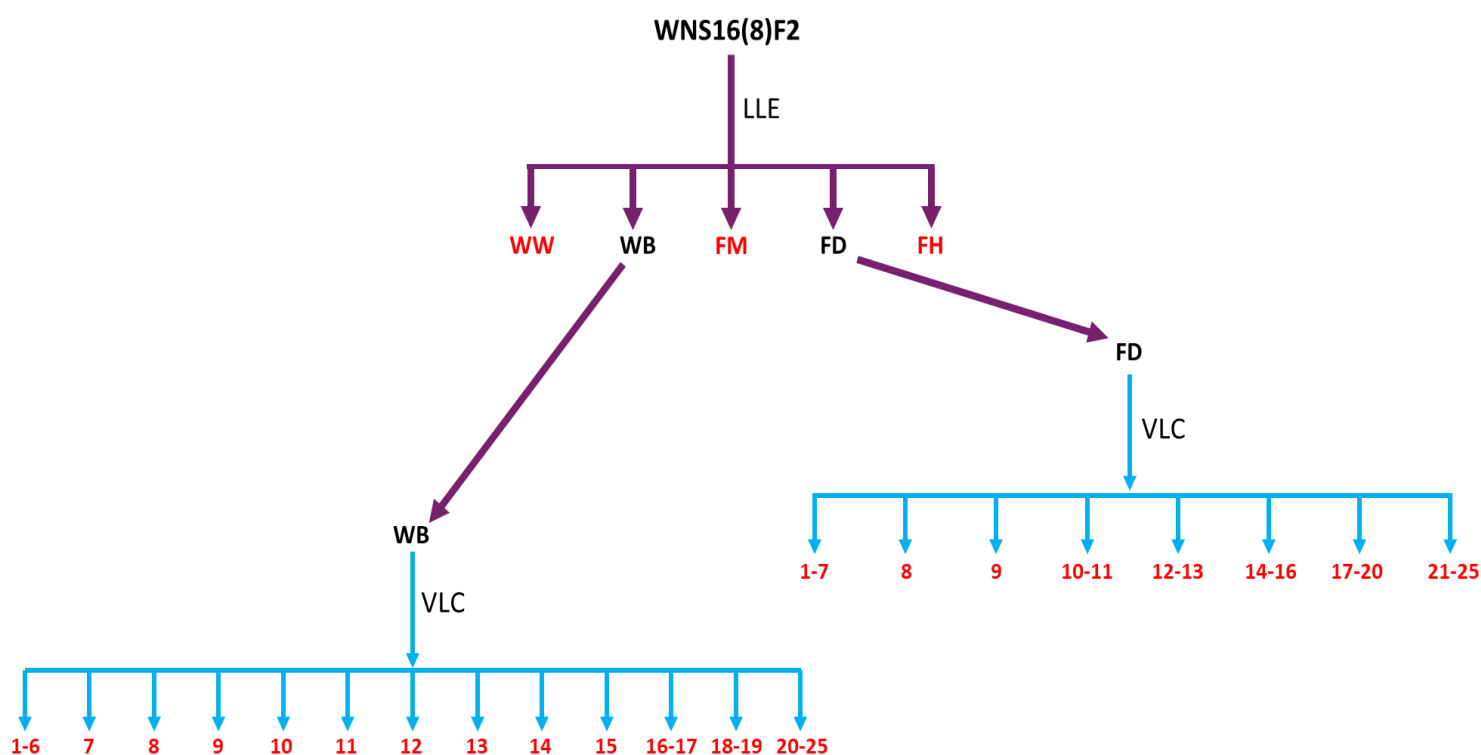 WNS16(8)F2
LLE
WW WB FM FD FH
FD
VLC
WB
1-7 8 9 10-11 12-13 14-16 17-20 21-25
VLC
1-6 7 8 9 10 11 12 13 14 15 16-17 18-19 20-25